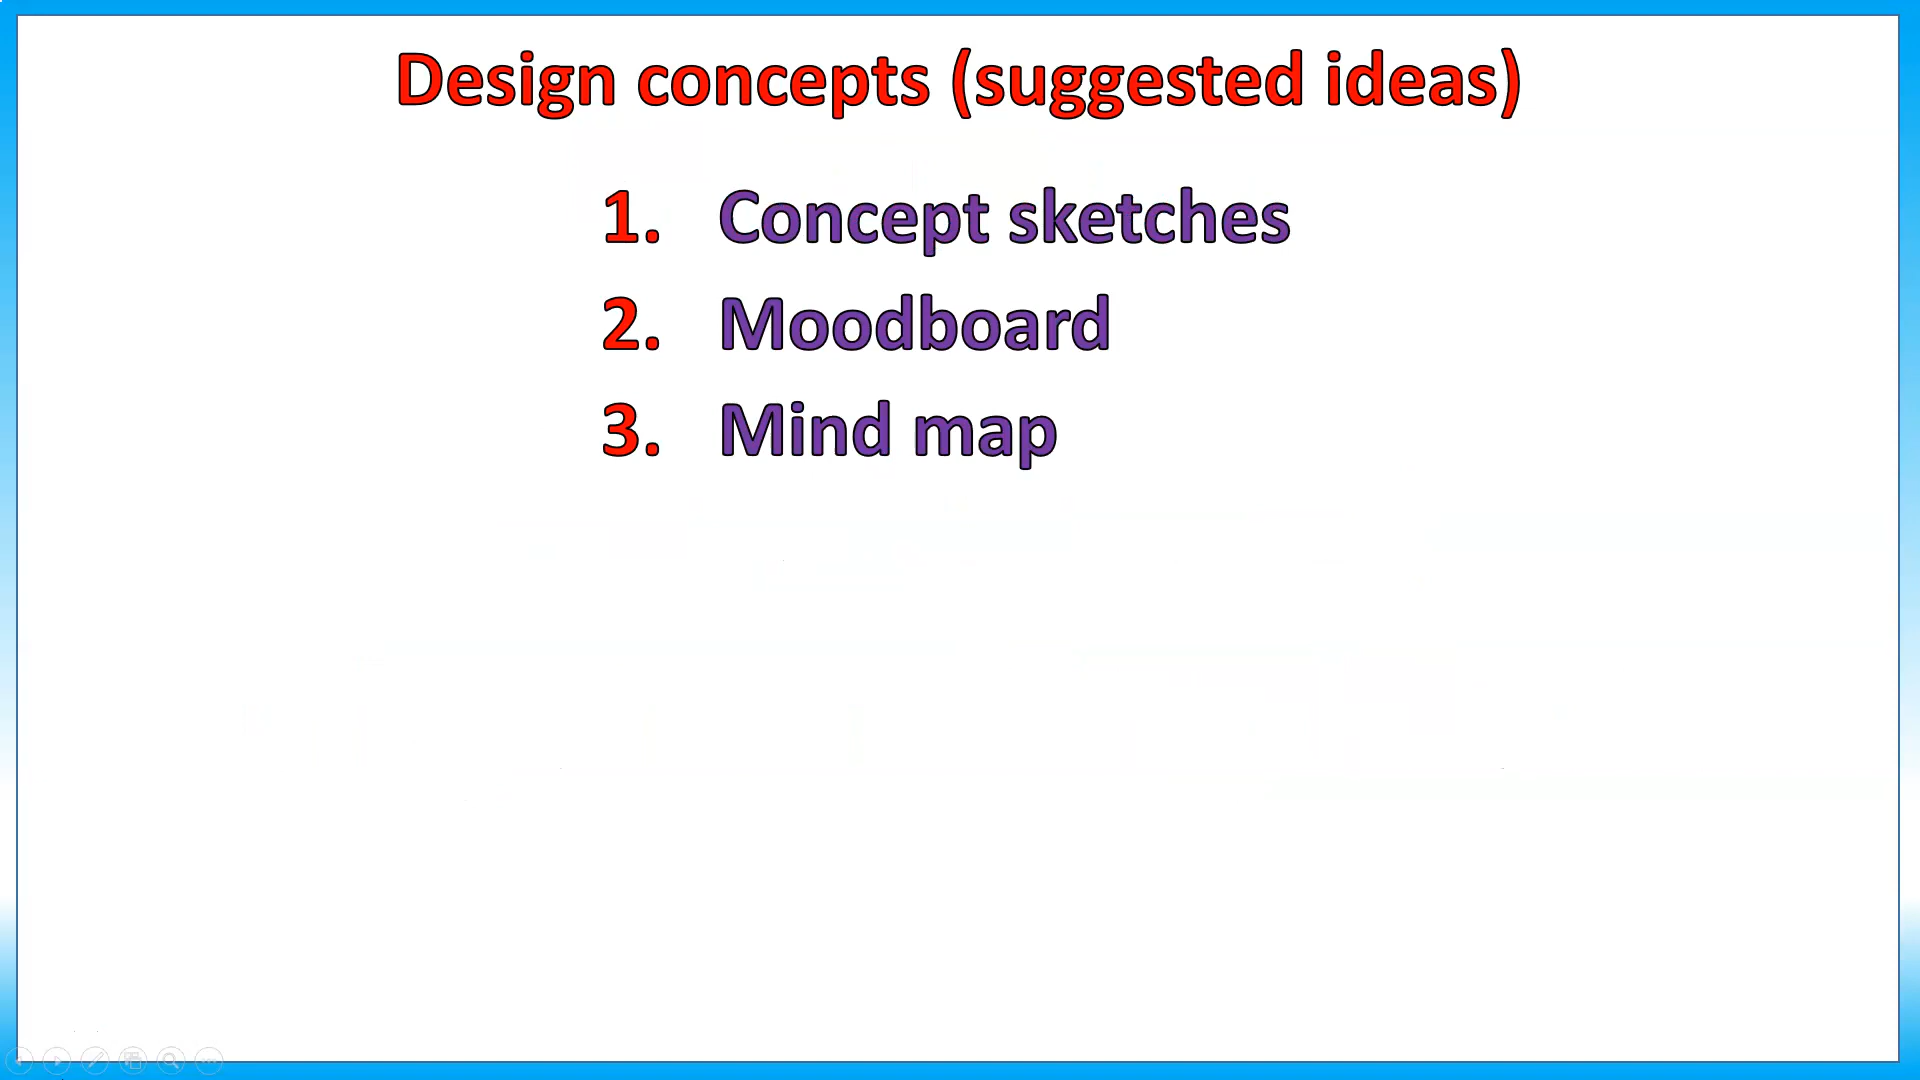 Design concepts (suggested ideas)
1. Concept sketches
2. Moodboard
3. Mind map